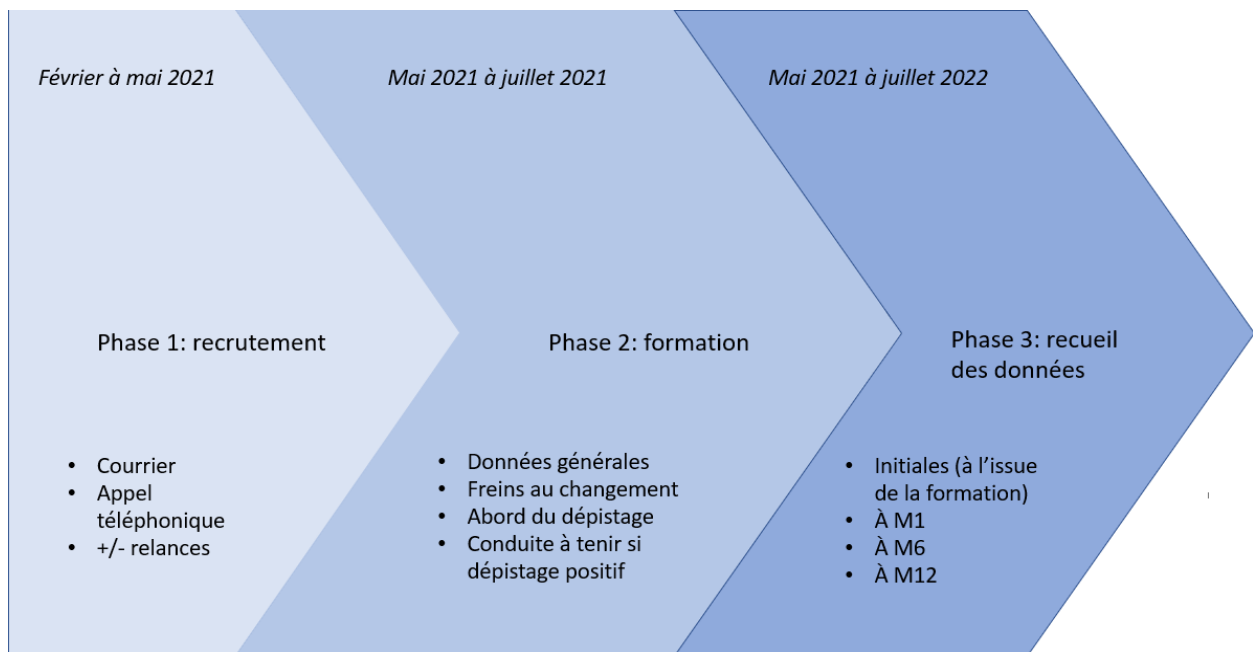 Février à mai 2021
Mai 2021 à juillet 2021
Mai 2021 à juillet 2022
Phase 1: recrutement
Phase 2: formation
Phase 3: recueil
des données
• Courrier
• Appel
téléphonique
• +/- relances
• Données générales
• Freins au changement
• Abord du dépistage
• Conduite à tenir si
dépistage positif
• Initiales (à l’issue
de la formation)
• À M1
• À M6
• À M12